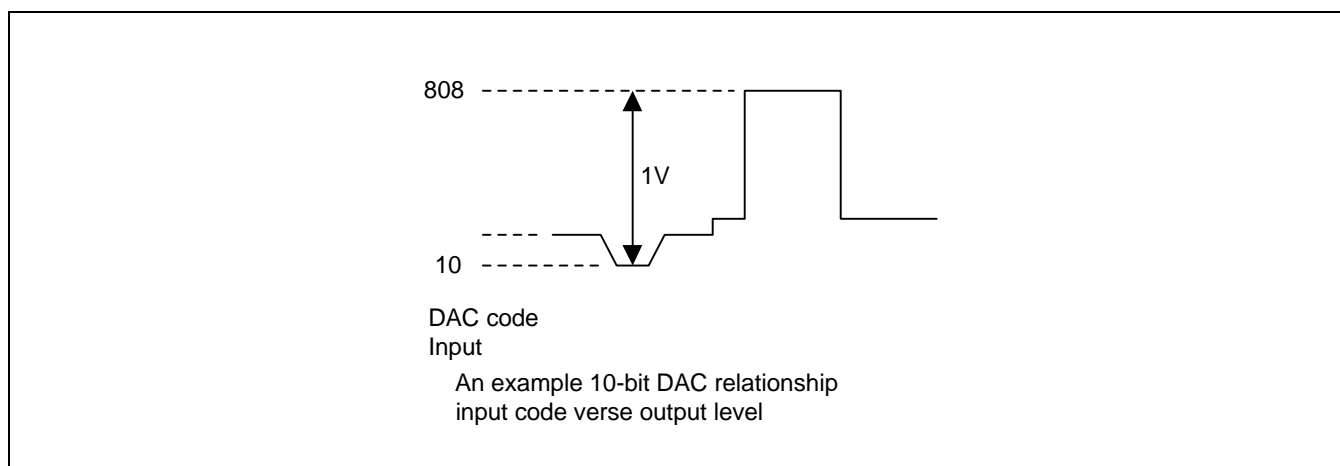 808
1V
10
DAC code
Input
An example 10-bit DAC relationship
input code verse output level